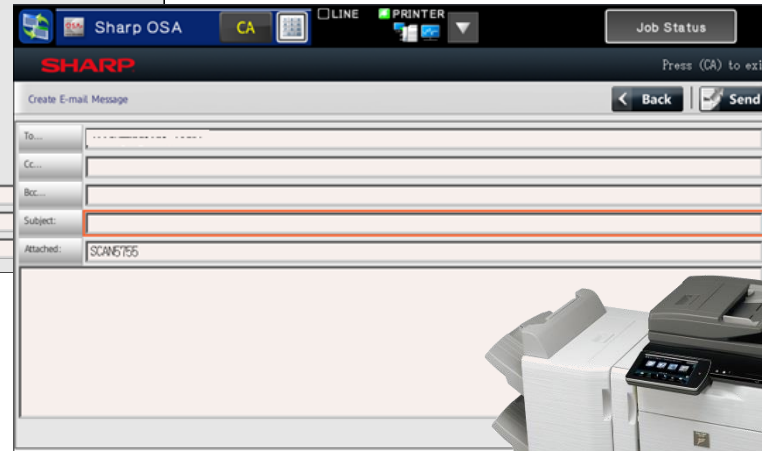 Sharp OSA CA LINE PRINTER Job Status
SHARP Press (CA) to exi
Create E-mail Message Back Send
To...
Cc...
Bcc...
Subject:
Attached: SCAN5755